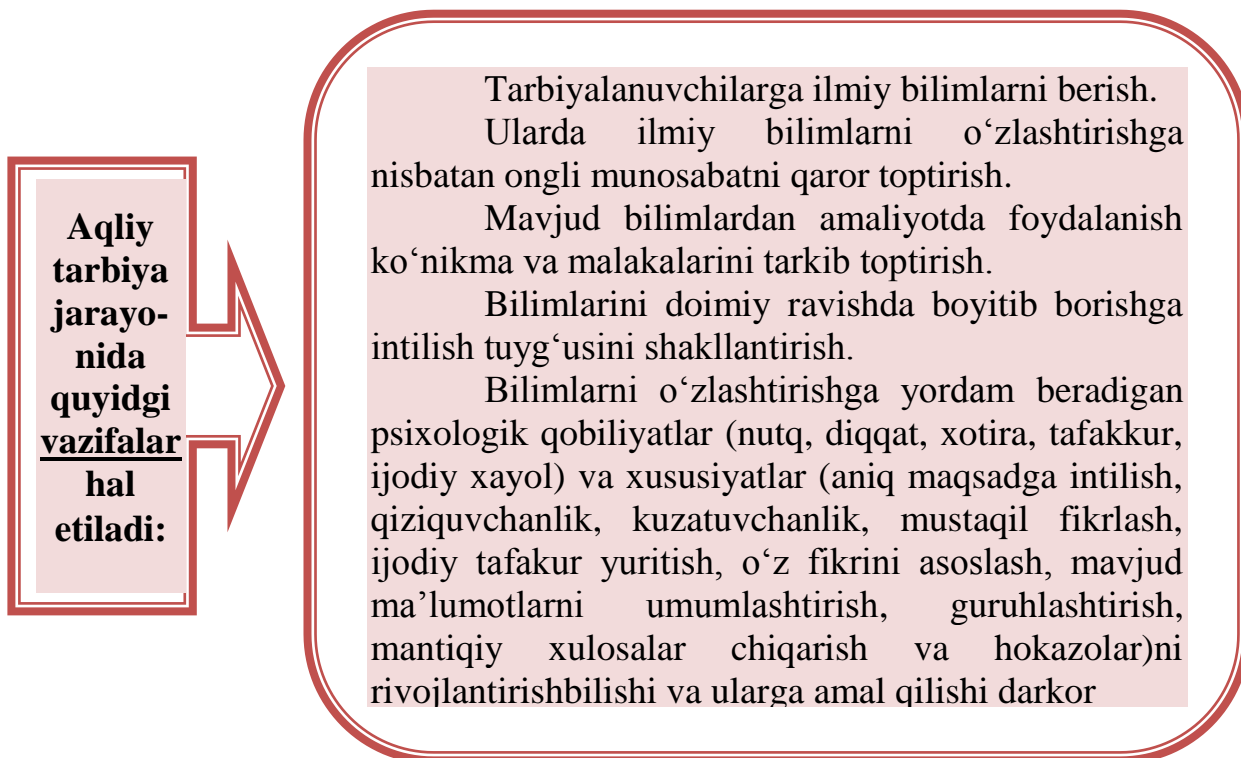 Aqliy
tarbiya
jarayo-
nida
quyidgi
vazifalar
hal
etiladi:
Tarbiyalanuvchilarga ilmiy bilimlarni berish.
Ularda ilmiy bilimlarni o‘zlashtirishga
nisbatan ongli munosabatni qaror toptirish.
Mavjud bilimlardan amaliyotda foydalanish
ko‘nikma va malakalarini tarkib toptirish.
Bilimlarini doimiy ravishda boyitib borishga
intilish tuyg‘usini shakllantirish.
Bilimlarni o‘zlashtirishga yordam beradigan
psixologik qobiliyatlar (nutq, diqqat, xotira, tafakkur,
ijodiy xayol) va xususiyatlar (aniq maqsadga intilish,
qiziquvchanlik, kuzatuvchanlik, mustaqil fikrlash,
ijodiy tafakur yuritish, o‘z fikrini asoslash, mavjud
ma’lumotlarni umumlashtirish, guruhlashtirish,
mantiqiy xulosalar chiqarish va hokazolar)ni
rivojlantirishbilishi va ularga amal qilishi darkor